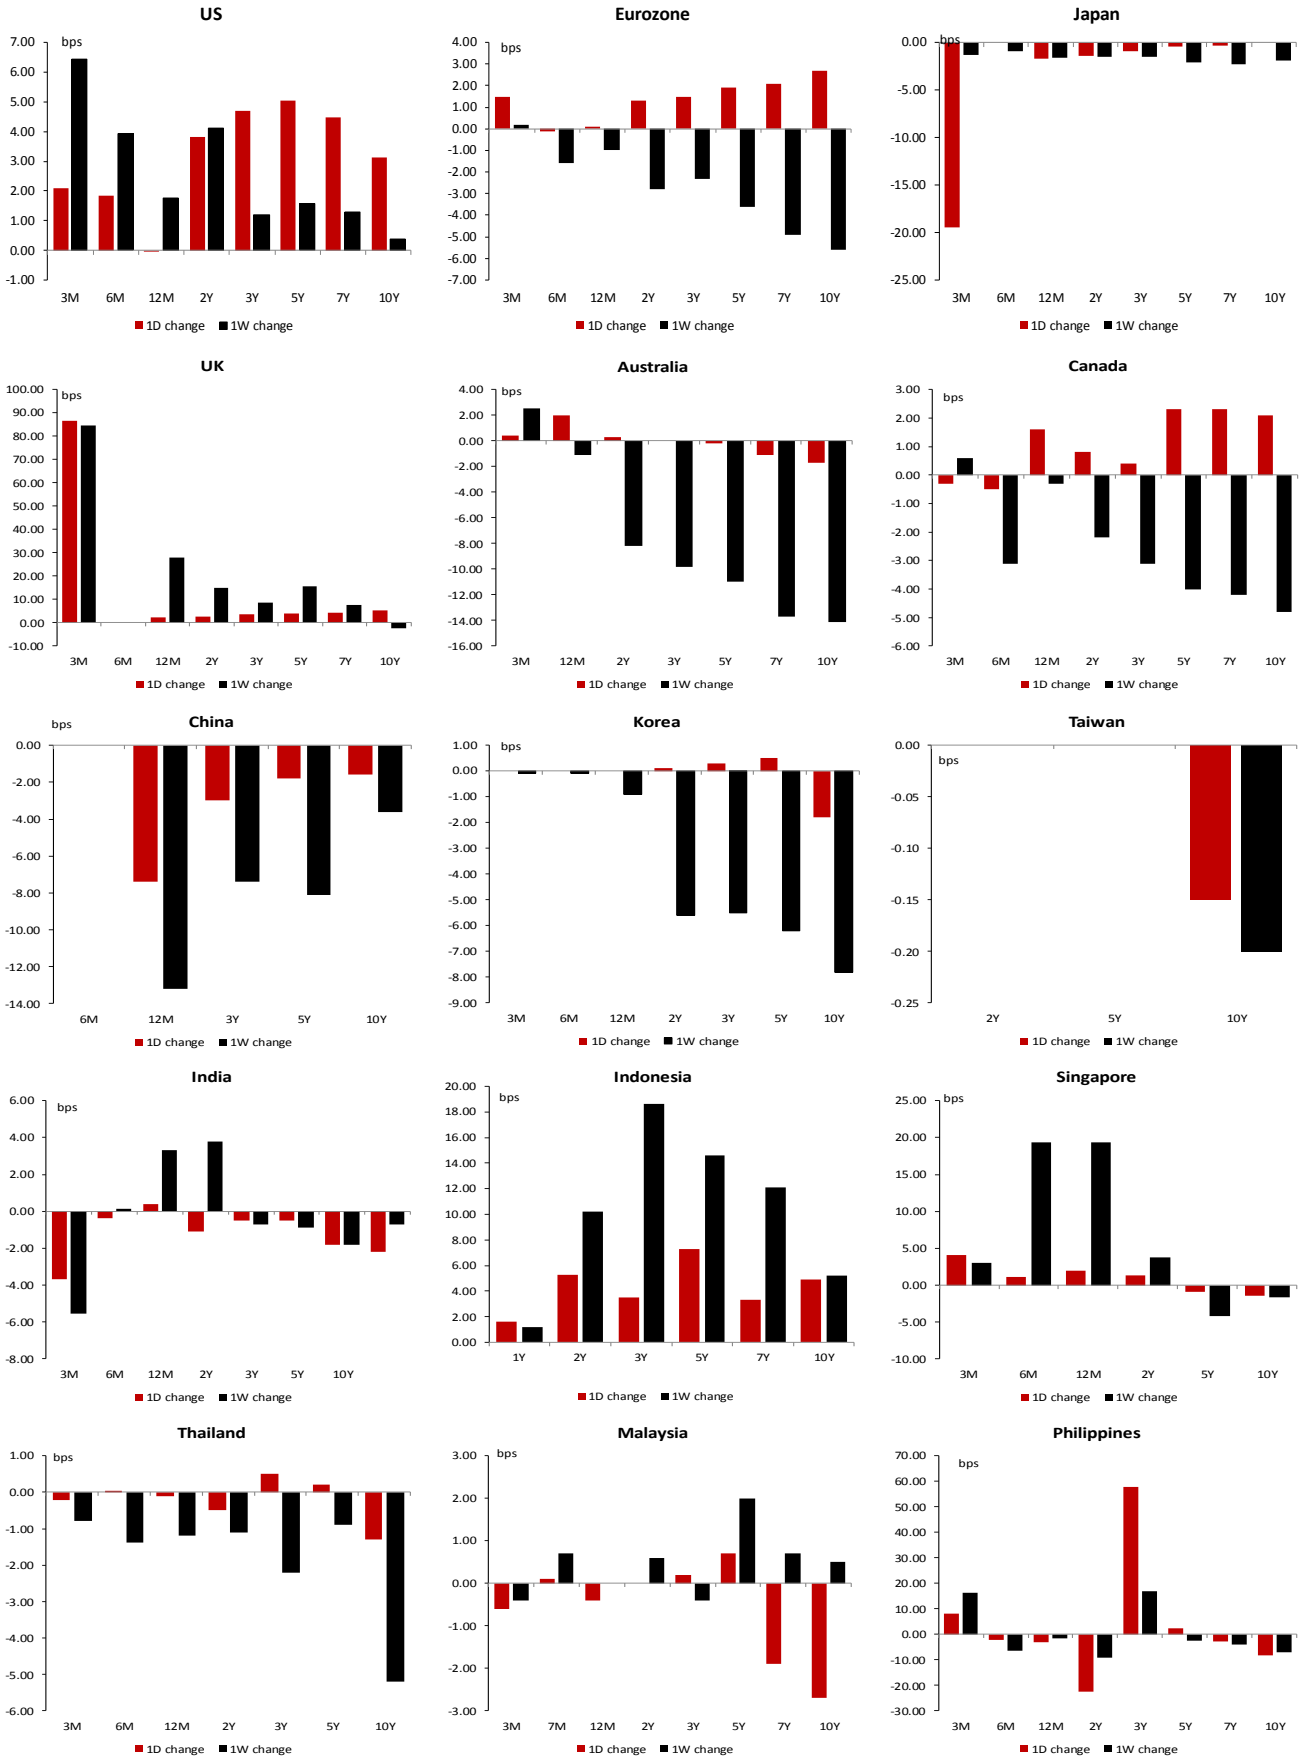 US
bps
7.00
6.00
5.00
4.00
3.00
2.00
1.00
0.00
-1.00
3M 6M 12M 2Y 3Y 5Y 7Y 10Y
1D change 1W change
Eurozone
bps
4.00
3.00
2.00
1.00
0.00
-1.00
-2.00
-3.00
-4.00
-5.00
-6.00
-7.00
3M 6M 12M 2Y 3Y 5Y 7Y 10Y
1D change 1W change
Japan
bps
0.00
-5.00
-10.00
-15.00
-20.00
-25.00
3M 6M 12M 2Y 3Y 5Y 7Y 10Y
1D change 1W change
UK
bps
100.00
90.00
80.00
70.00
60.00
50.00
40.00
30.00
20.00
10.00
0.00
-10.00
3M 6M 12M 2Y 3Y 5Y 7Y 10Y
1D change 1W change
Australia
bps
4.00
2.00
0.00
-2.00
-4.00
-6.00
-8.00
-10.00
-12.00
-14.00
-16.00
3M 12M 2Y 3Y 5Y 7Y 10Y
1D change 1W change
Canada
bps
3.00
2.00
1.00
0.00
-1.00
-2.00
-3.00
-4.00
-5.00
-6.00
3M 6M 12M 2Y 3Y 5Y 7Y 10Y
1D change 1W change
China
bps
0.00
-2.00
-4.00
-6.00
-8.00
-10.00
-12.00
-14.00
6M 12M 3Y 5Y 10Y
1D change 1W change
Korea
bps
1.00
0.00
-1.00
-2.00
-3.00
-4.00
-5.00
-6.00
-7.00
-8.00
-9.00
3M 6M 12M 2Y 3Y 5Y 10Y
1D change 1W change
Taiwan
0.00
bps
-0.05
-0.10
-0.15
-0.20
-0.25
2Y 5Y 10Y
1D change 1W change
India
6.00
bps
4.00
2.00
0.00
-2.00
-4.00
-6.00
-8.00
3M 6M 12M 2Y 3Y 5Y 10Y
1D change 1W change
Indonesia
20.00
bps
18.00
16.00
14.00
12.00
10.00
8.00
6.00
4.00
2.00
0.00
1Y 2Y 3Y 5Y 7Y 10Y
1D change 1W change
Singapore
bps
25.00
20.00
15.00
10.00
5.00
0.00
-5.00
-10.00
3M 6M 12M 2Y 5Y 10Y
1D change 1W change
Thailand
1.00
bps
0.00
-1.00
-2.00
-3.00
-4.00
-5.00
-6.00
3M 6M 12M 2Y 3Y 5Y 10Y
1D change 1W change
Malaysia
3.00
bps
2.00
1.00
0.00
-1.00
-2.00
-3.00
3M 7M 12M 2Y 3Y 5Y 7Y 10Y
1D change 1W change
Philippines
70.00
bps
60.00
50.00
40.00
30.00
20.00
10.00
0.00
-10.00
-20.00
-30.00
3M 6M 12M 2Y 3Y 5Y 7Y 10Y
1D change 1W change